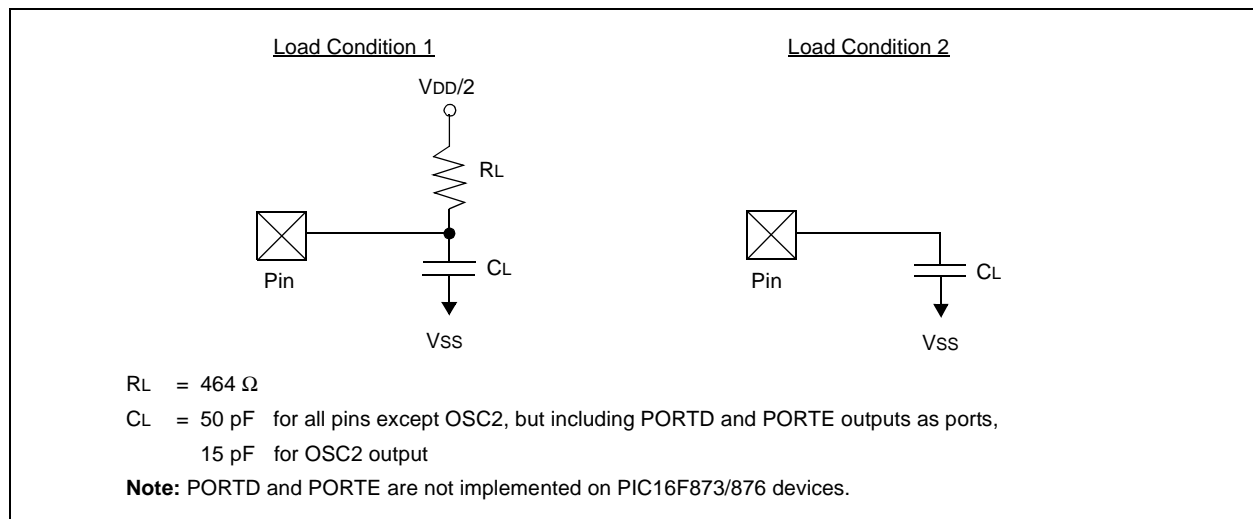 Load Condition 1
Load Condition 2
VDD/2
RL
Pin
CL
VSS
Pin
CL
VSS
RL = 464 Ω
CL = 50 pF for all pins except OSC2, but including PORTD and PORTE outputs as ports,
15 pF for OSC2 output
Note: PORTD and PORTE are not implemented on PIC16F873/876 devices.